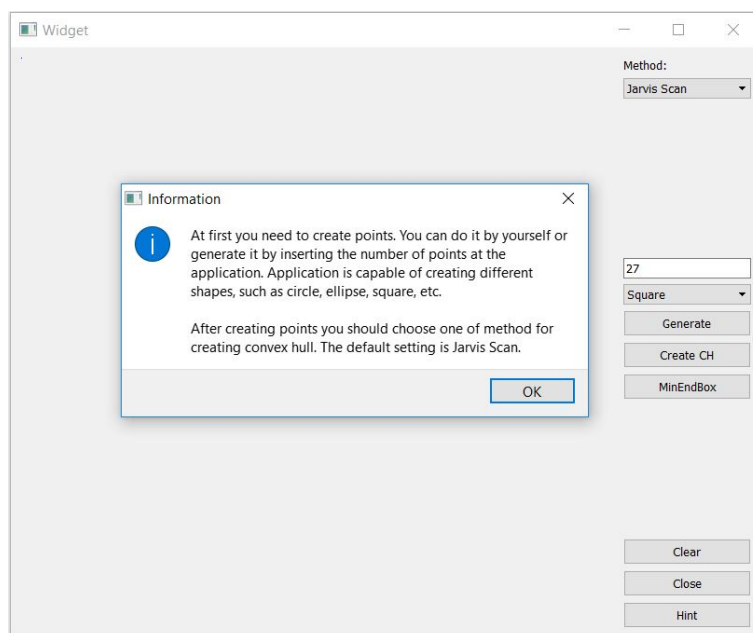 Widget
Method:
Jarvis Scan
Information
At first you need to create points. You can do it by yourself or
generate it by inserting the number of points at the
application. Application is capable of creating different
shapes, such as circle, ellipse, square, etc.
After creating points you should choose one of method for
creating convex hull. The default setting is Jarvis Scan.
OK
27
Square
Generate
Create CH
MinEndBox
Clear
Close
Hint